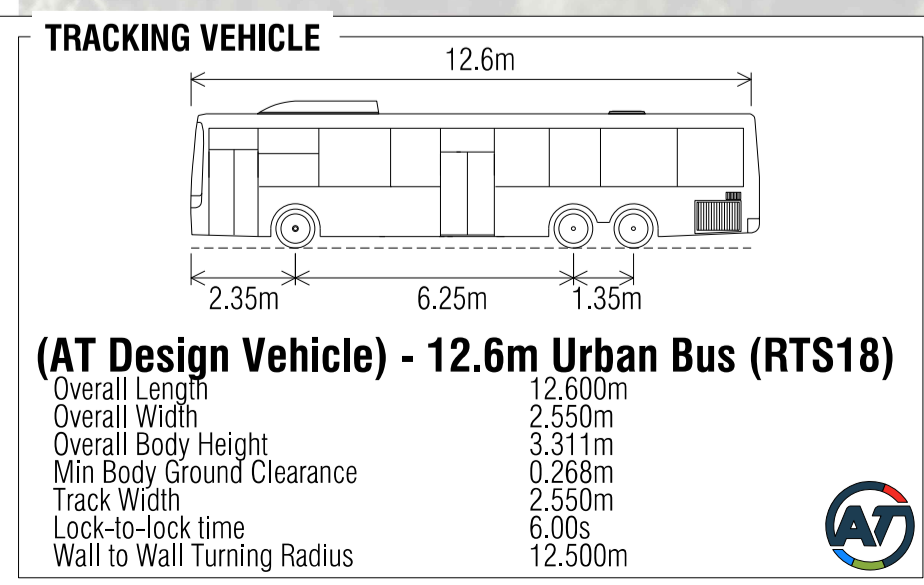 TRACKING VEHICLE
12.6m
2.35m 6.25m 1.35m
(AT Design Vehicle) - 12.6m Urban Bus (RTS18)
Overall Length 12.600m
Overall Width 2.550m
Overall Body Height 3.311m
Min Body Ground Clearance 0.268m
Track Width 2.550m
Lock-to-lock time 6.00s
Wall to Wall Turning Radius 12.500m
AT